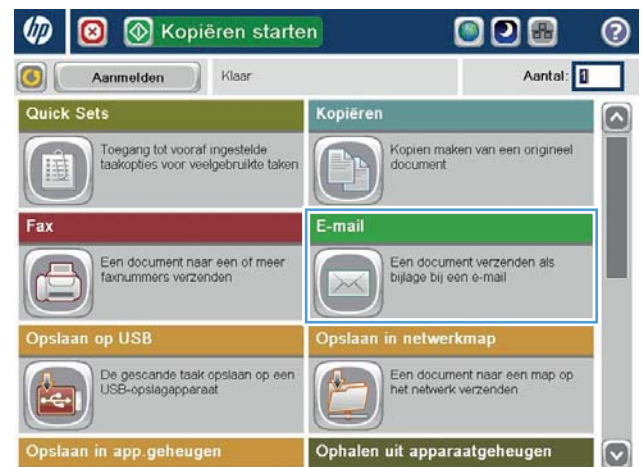 hp
Kopiëren starten
?
Aanmelden
Klaar
Aantal: 1
Quick Sets
Toegang tot vooraf ingestelde
taakopties voor veelgebruikte taken
Kopiëren
Kopien maken van een origineel
document
Fax
Een document naar een of meer
faxnummers verzenden
E-mail
Een document verzenden als
bijlage bij een e-mail
Opslaan op USB
De gescande taak opslaan op een
USB-opslagapparaat
Opslaan in netwerkmap
Een document naar een map op
het netwerk verzenden
Opslaan in app.geheugen
Ophalen uit apparaatgeheugen